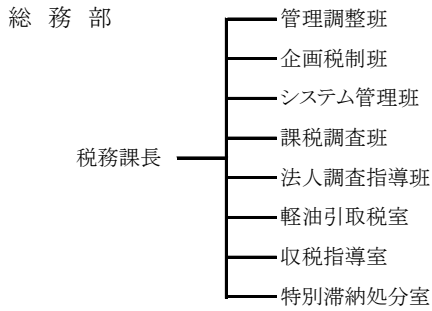 総務部
管理調整班
企画税制班
システム管理班
課税調査班
税務課長
法人調査指導班
軽油引取税室
収税指導室
特別滞納処分室